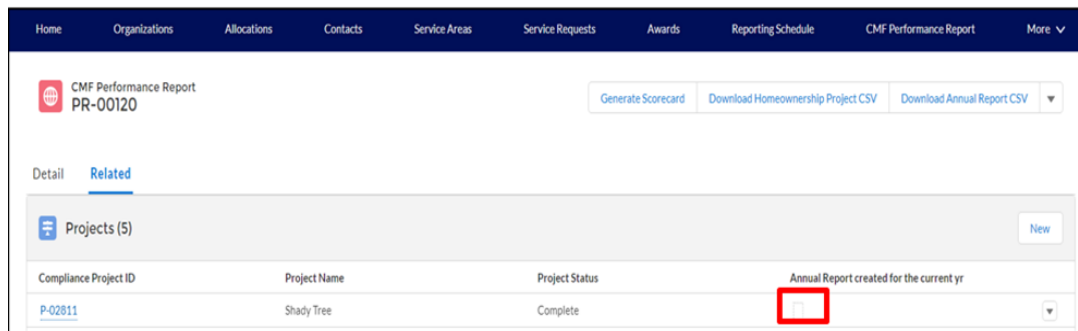 Home Organizations Allocations Contacts Service Areas Service Requests Awards Reporting Schedule CMF Performance Report More
CMF Performance Report
PR-00120
Generate Scorecard Download Homeownership Project CSV Download Annual Report CSV
Detail Related
Projects (5)
New
Compliance Project ID Project Name Project Status Annual Report created for the current yr
P-02811 Shady Tree Complete